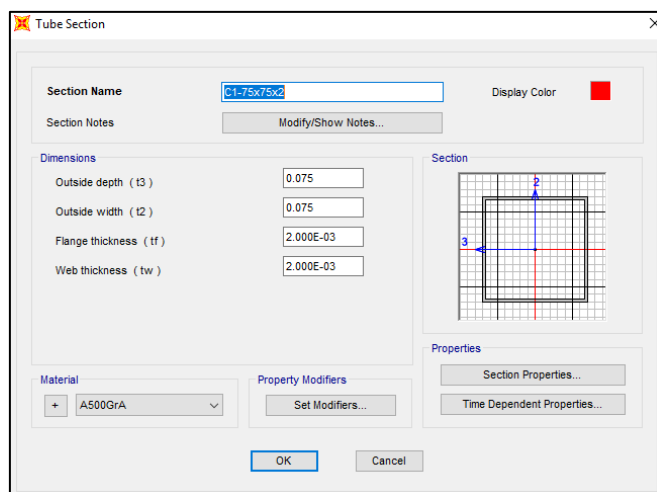 Tube Section
Section Name
C1-75x75x2
Display Color
Section Notes
Modify/Show Notes...
Dimensions
Outside depth ( t3 )
0.075
Outside width ( t2 )
0.075
Flange thickness ( tf )
2.000E-03
Web thickness ( tw )
2.000E-03
Section
2
3
Properties
Section Properties...
Time Dependent Properties...
Material
+
A500GrA
Property Modifiers
Set Modifiers...
OK
Cancel